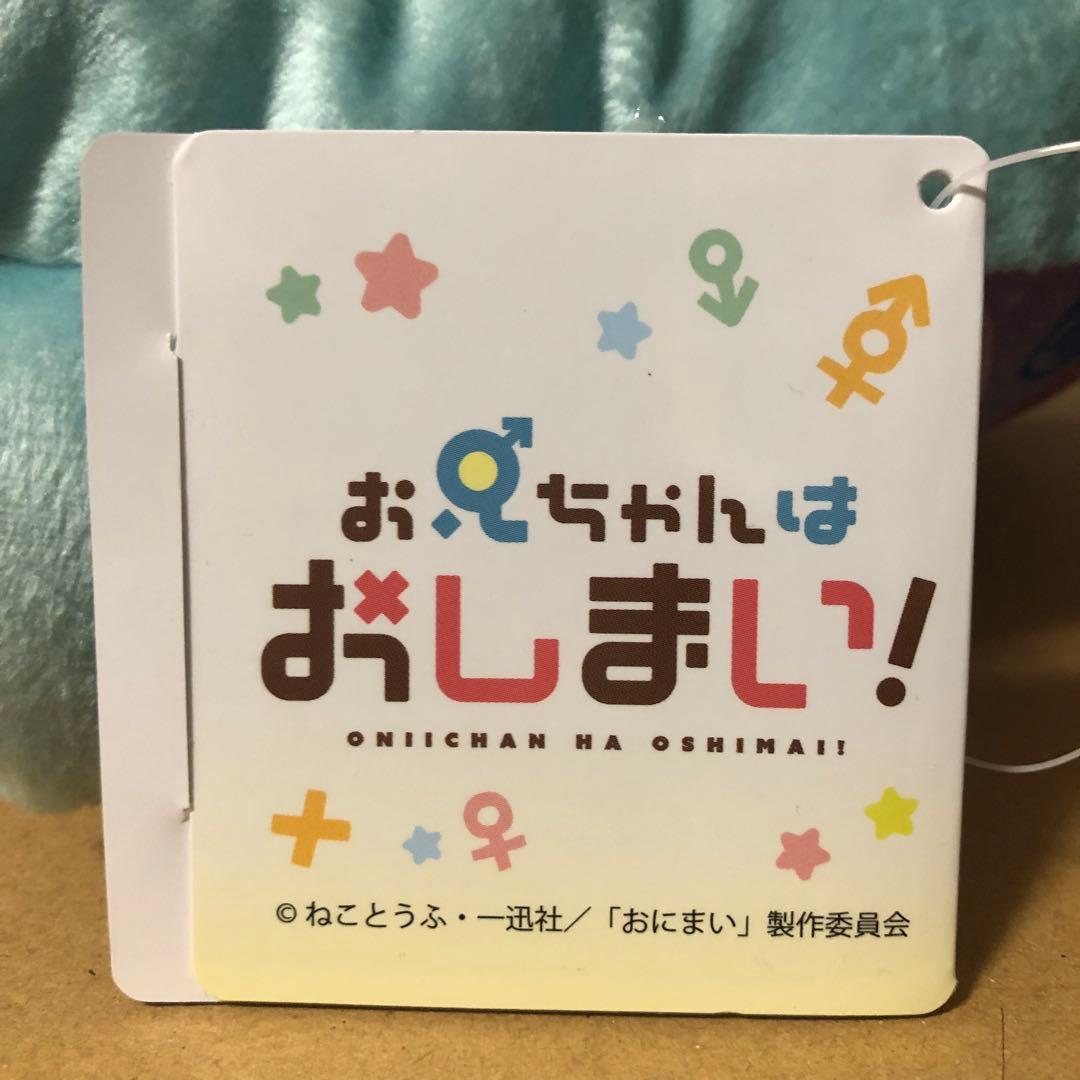 お兄ちゃんは
おしまい!
ONIICHAN HA OSHIMAI!
© ねことうふ・一迅社/「おにまい」製作委員会